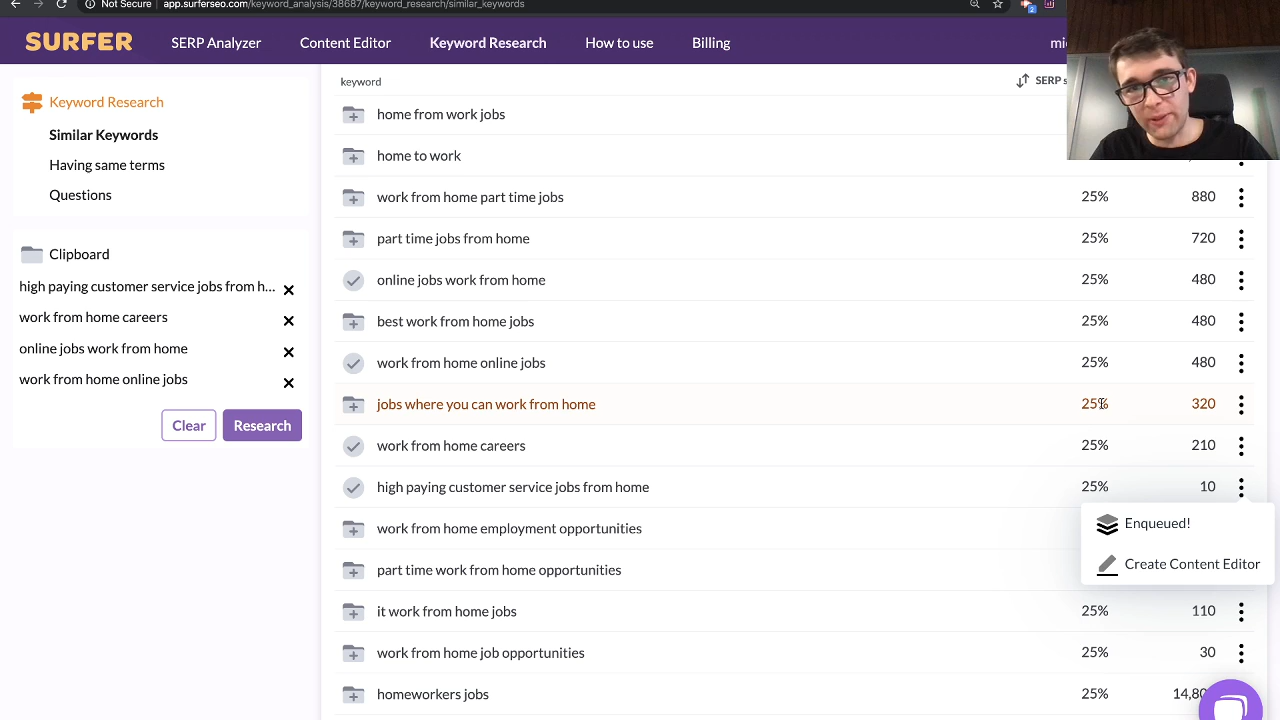 Not Secure app.surferseo.com/keyword_analysis/38687/keyword_research/similar_keywords
2
SURFER SERP Analyzer Content Editor Keyword Research How to use Billing
Keyword Research
Similar Keywords
Having same terms
Questions
Clipboard
high paying customer service jobs from h...
work from home careers
online jobs work from home
work from home online jobs
Clear Research
keyword SERP
home from work jobs
home to work
work from home part time jobs 25% 880
part time jobs from home 25% 720
online jobs work from home 25% 480
best work from home jobs 25% 480
work from home online jobs 25% 480
jobs where you can work from home 25% 320
work from home careers 25% 210
high paying customer service jobs from home 25% 10
Enqueued!
Create Content Editor
work from home employment opportunities
part time work from home opportunities
it work from home jobs 25% 110
work from home job opportunities 25% 30
homeworkers jobs 25%